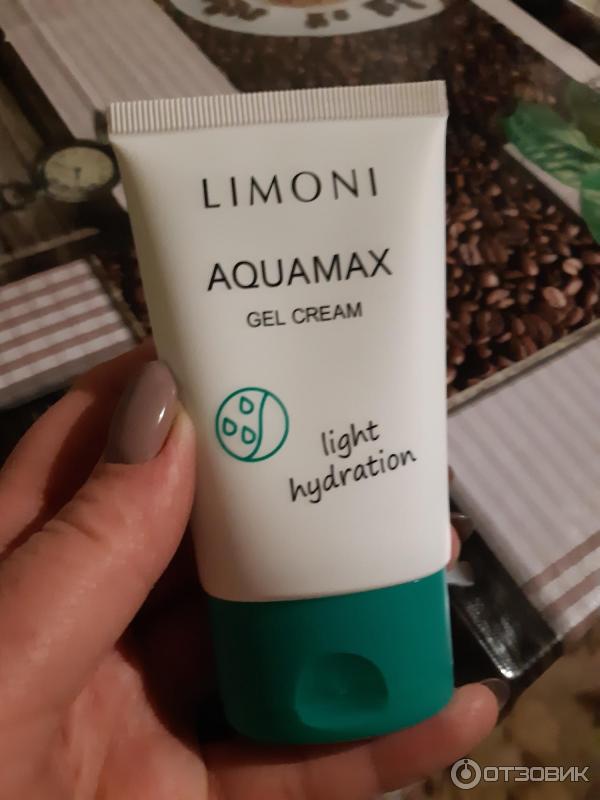 LIMONI
AQUAMAX
GEL CREAM
light
hydration
ОТЗОВИК